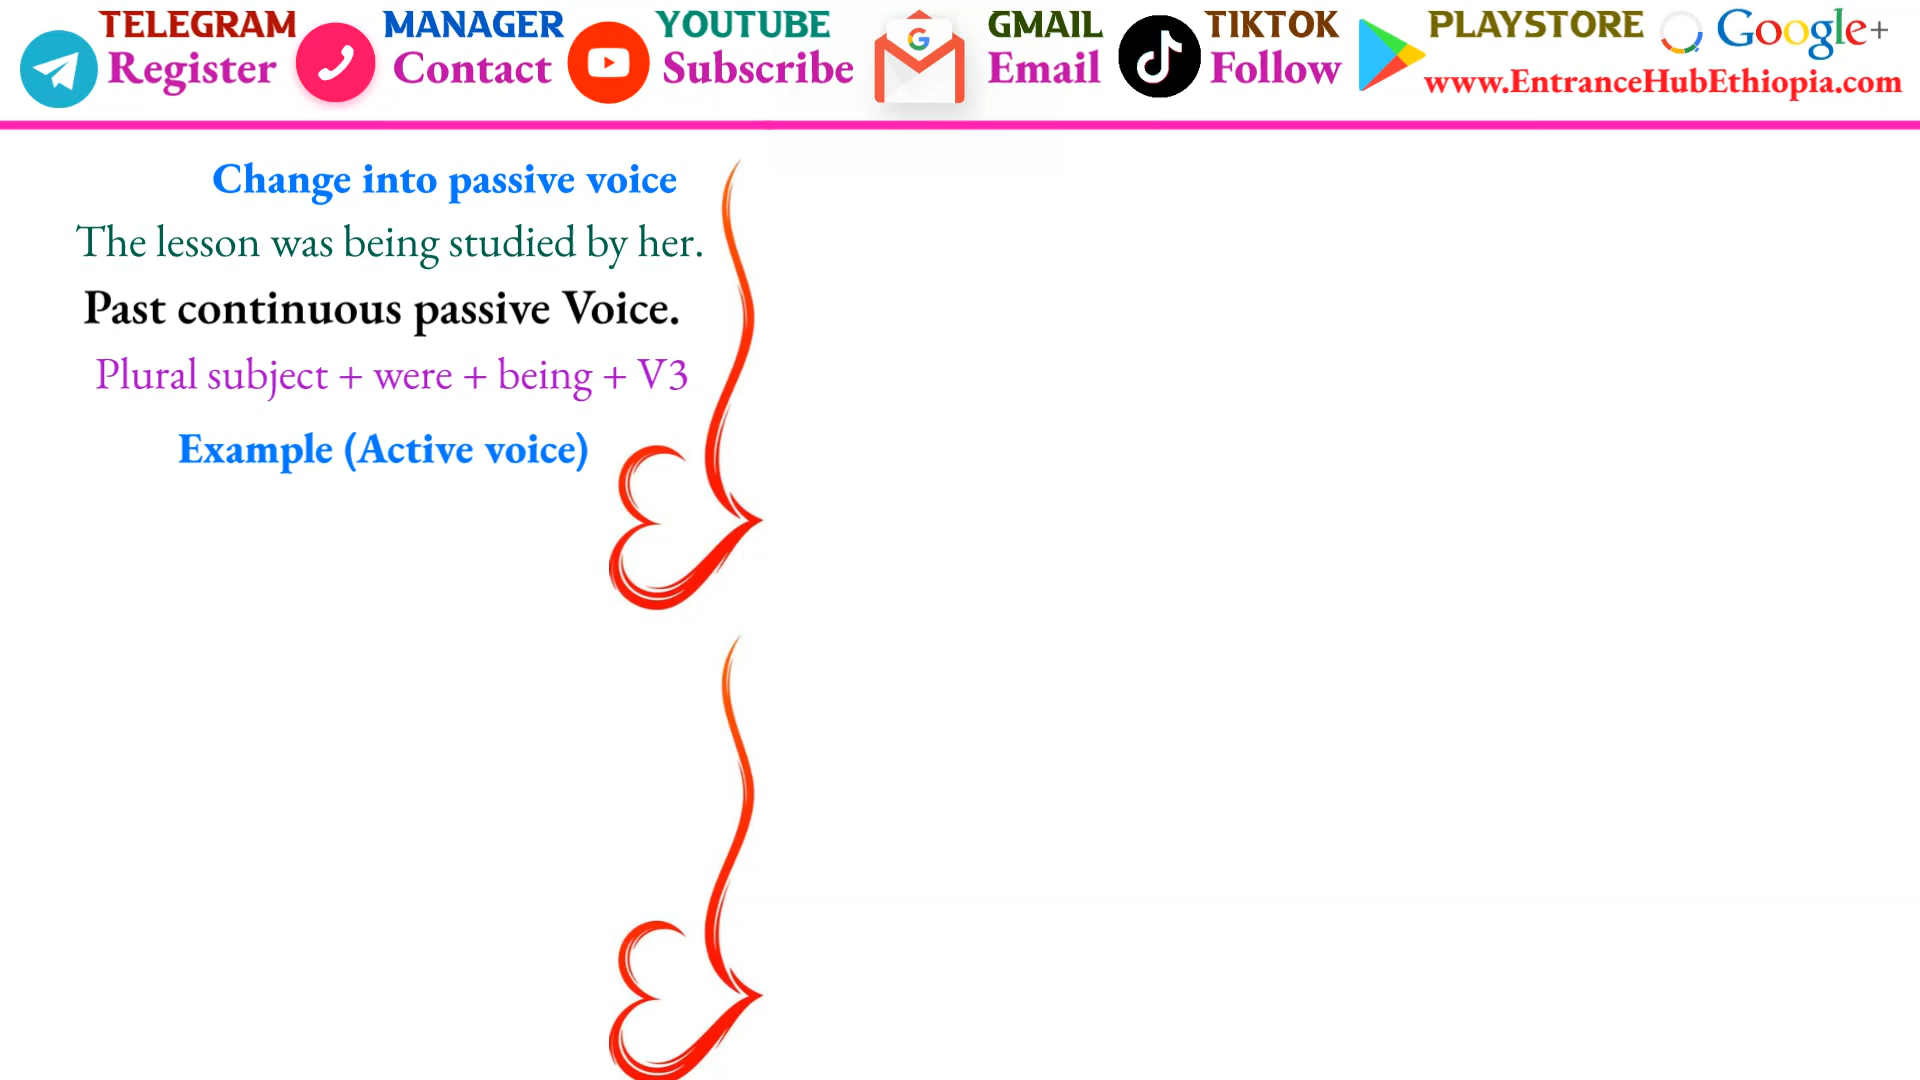 TELEGRAM
Register
MANAGER
Contact
YOUTUBE
Subscribe
G
GMAIL
Email
TIKTOK
Follow
PLAYSTORE
Google+
www.EntranceHubEthiopia.com
Change into passive voice
The lesson was being studied by her.
Past continuous passive Voice.
Plural subject + were + being + V3
Example (Active voice)